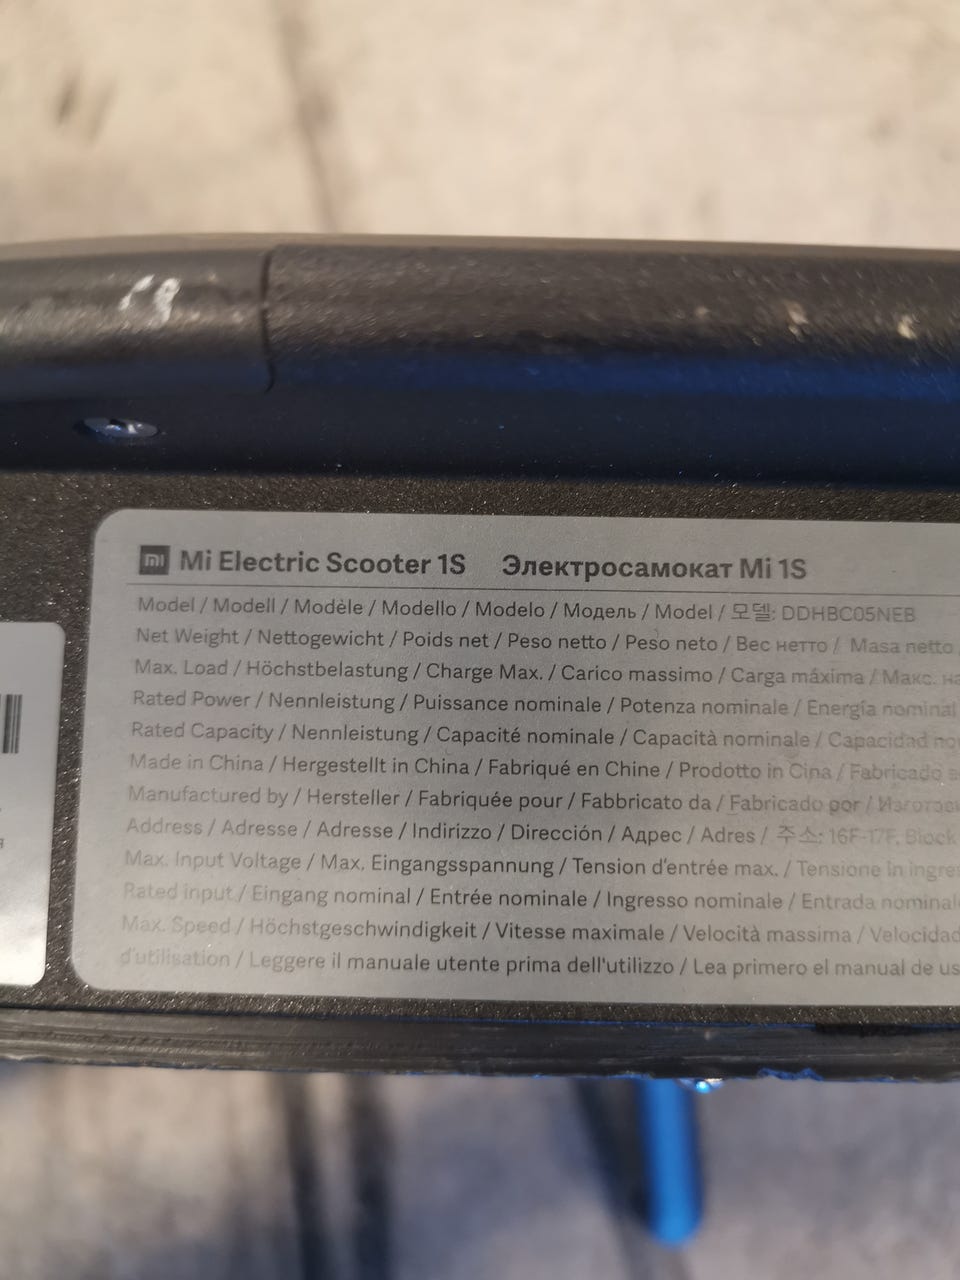 mi Mi Electric Scooter 1S Электросамокат Mi 1S
Model / Modell / Modèle / Modello / Modelo / Модель / Model / 모델: DDHBC05NEB
Net Weight / Nettogewicht / Poids net / Peso netto / Peso neto / Вес нетто / Masa netto
Max. Load / Höchstbelastung / Charge Max. / Carico massimo / Carga máxima / Макс. на
Rated Power / Nennleistung / Puissance nominale / Potenza nominale / Energía nominal
Rated Capacity / Nennleistung / Capacité nominale / Capacità nominale / Capacidad no
Made in China / Hergestellt in China / Fabriqué en Chine / Prodotto in Cina / Fabricado e
Manufactured by / Hersteller / Fabriquée pour / Fabbricato da / Fabricado por / Изготов
Address / Adresse / Adresse / Indirizzo / Dirección / Адрес / Adres / 주소: 16F-17F, Block
Max. Input Voltage / Max. Eingangsspannung / Tension d'entrée max. / Tensione in ingres
Rated input / Eingang nominal / Entrée nominale / Ingresso nominale / Entrada nominal
Max. Speed / Höchstgeschwindigkeit / Vitesse maximale / Velocità massima / Velocidad
d'utilisation / Leggere il manuale utente prima dell'utilizzo / Lea primero el manual de us